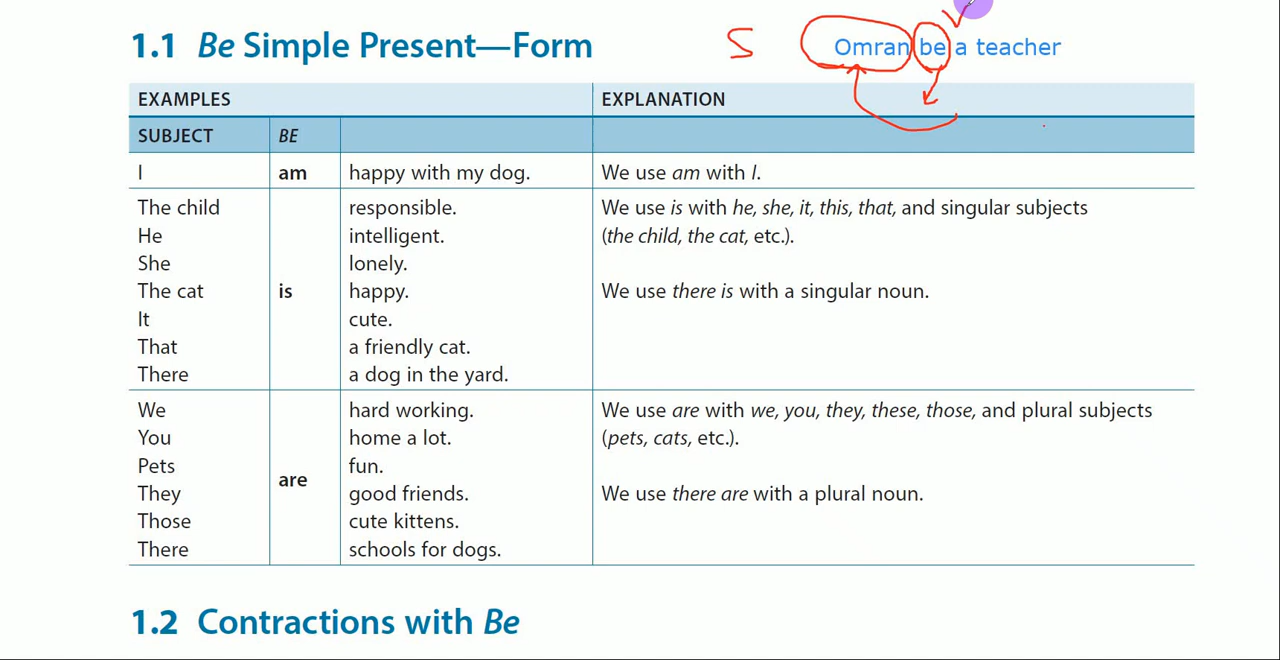 1.1 Be Simple Present—Form
S
V
Omran be a teacher
EXAMPLES EXPLANATION
SUBJECT BE
I am happy with my dog. We use am with I.
The child responsible. We use is with he, she, it, this, that, and singular subjects
He intelligent. (the child, the cat, etc.).
She lonely.
The cat is happy. We use there is with a singular noun.
It cute.
That a friendly cat.
There a dog in the yard.
We hard working. We use are with we, you, they, these, those, and plural subjects
You home a lot. (pets, cats, etc.).
Pets fun.
are
They good friends. We use there are with a plural noun.
Those cute kittens.
There schools for dogs.
1.2 Contractions with Be